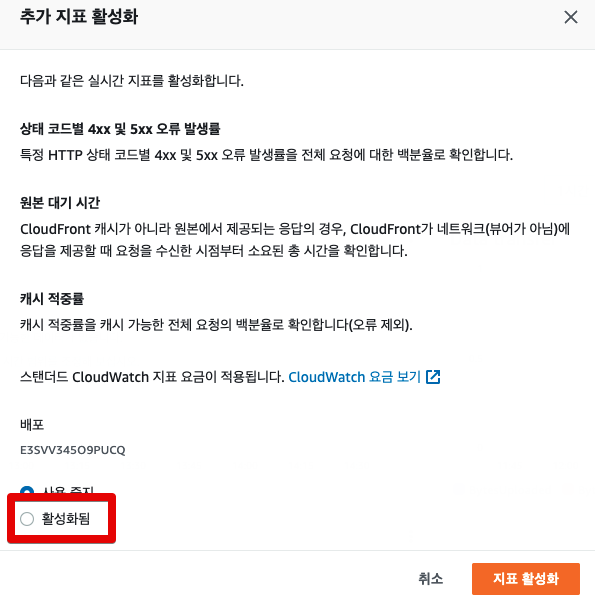 추가 지표 활성화
다음과 같은 실시간 지표를 활성화합니다.
상태 코드별 4xx 및 5xx 오류 발생률
특정 HTTP 상태 코드별 4xx 및 5xx 오류 발생률을 전체 요청에 대한 백분율로 확인합니다.
원본 대기 시간
CloudFront 캐시가 아니라 원본에서 제공되는 응답의 경우, CloudFront가 네트워크(뷰어가 아님)에
응답을 제공할 때 요청을 수신한 시점부터 소요된 총 시간을 확인합니다.
캐시 적중률
캐시 적중률을 캐시 가능한 전체 요청의 백분율로 확인합니다(오류 제외).
스탠더드 CloudWatch 지표 요금이 적용됩니다. CloudWatch 요금 보기
배포
E3SVV345O9PUCQ
사용 중지
활성화됨
취소 지표 활성화